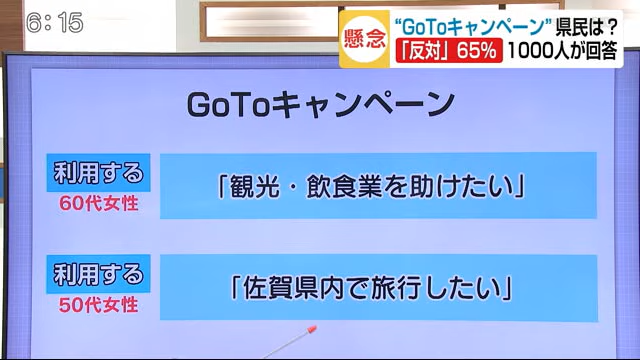 6:15
懸念
“GoToキャンペーン”県民は？
「反対」65% 1000人が回答
GoToキャンペーン
利用する
60代女性
「観光・飲食業を助けたい」
利用する
50代女性
「佐賀県内で旅行したい」